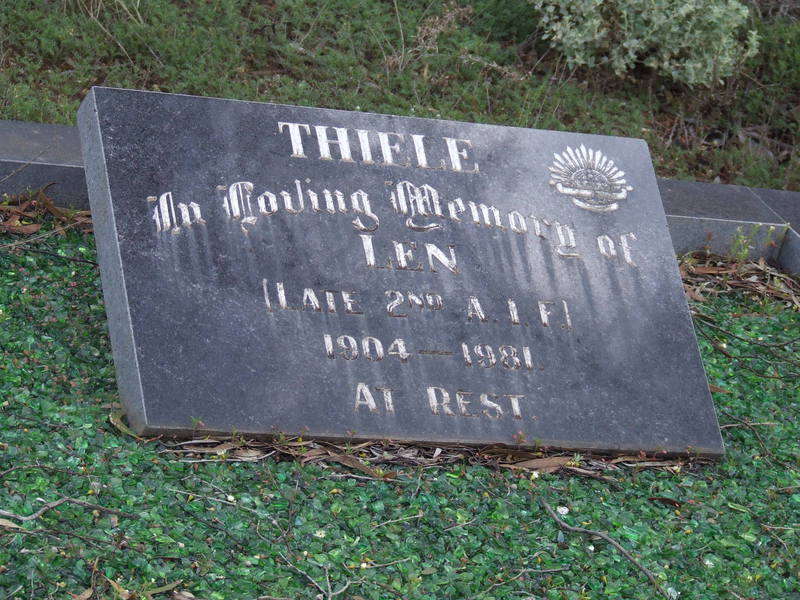 THIELE
In Loving Memory of
LEN
(LATE 2ND A.I.F.)
1904 — 1981.
AT REST.